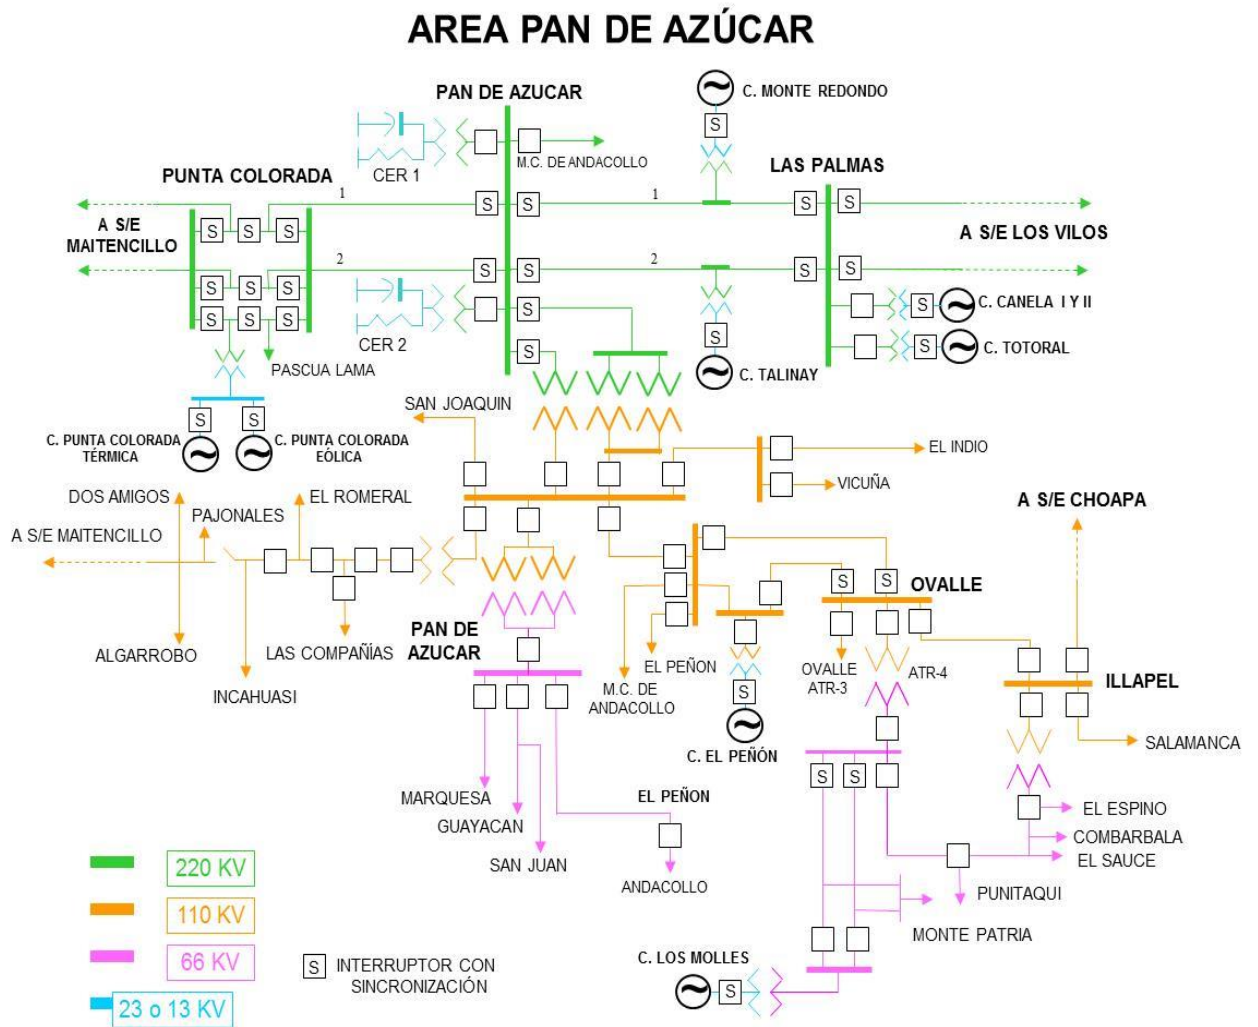 AREA PAN DE AZÚCAR
PAN DE AZUCAR
C. MONTE REDONDO
S
M.C. DE ANDACOLLO
CER 1
PUNTA COLORADA
LAS PALMAS
1
1
S
S
S
S
A S/E
MAITENCILLO
S
S
S
A S/E LOS VILOS
2
2
S
S
S
S
S
S
S
CER 2
S
C. CANELA I Y II
S
S
S
S
S
C. TOTORAL
S
S
PASCUA LAMA
C. TALINAY
SAN JOAQUIN
S
S
C. PUNTA COLORADA
TÉRMICA
C. PUNTA COLORADA
EÓLICA
EL INDIO
VICUÑA
DOS AMIGOS
EL ROMERAL
PAJONALES
A S/E CHOAPA
A S/E MAITENCILLO
S
S
OVALLE
PAN DE
AZUCAR
ALGARROBO
LAS COMPAÑÍAS
INCAHUASI
EL PEÑON
M.C. DE
ANDACOLLO
OVALLE
ATR-3
ATR-4
ILLAPEL
S
C. EL PEÑÓN
SALAMANCA
S
S
MARQUESA
GUAYACAN
SAN JUAN
EL PEÑON
ANDACOLLO
EL ESPINO
COMBARBALA
EL SAUCE
PUNITAQUI
MONTE PATRIA
220 KV
110 KV
66 KV
23 o 13 KV
S
INTERRUPTOR CON
SINCRONIZACIÓN
C. LOS MOLLES
S